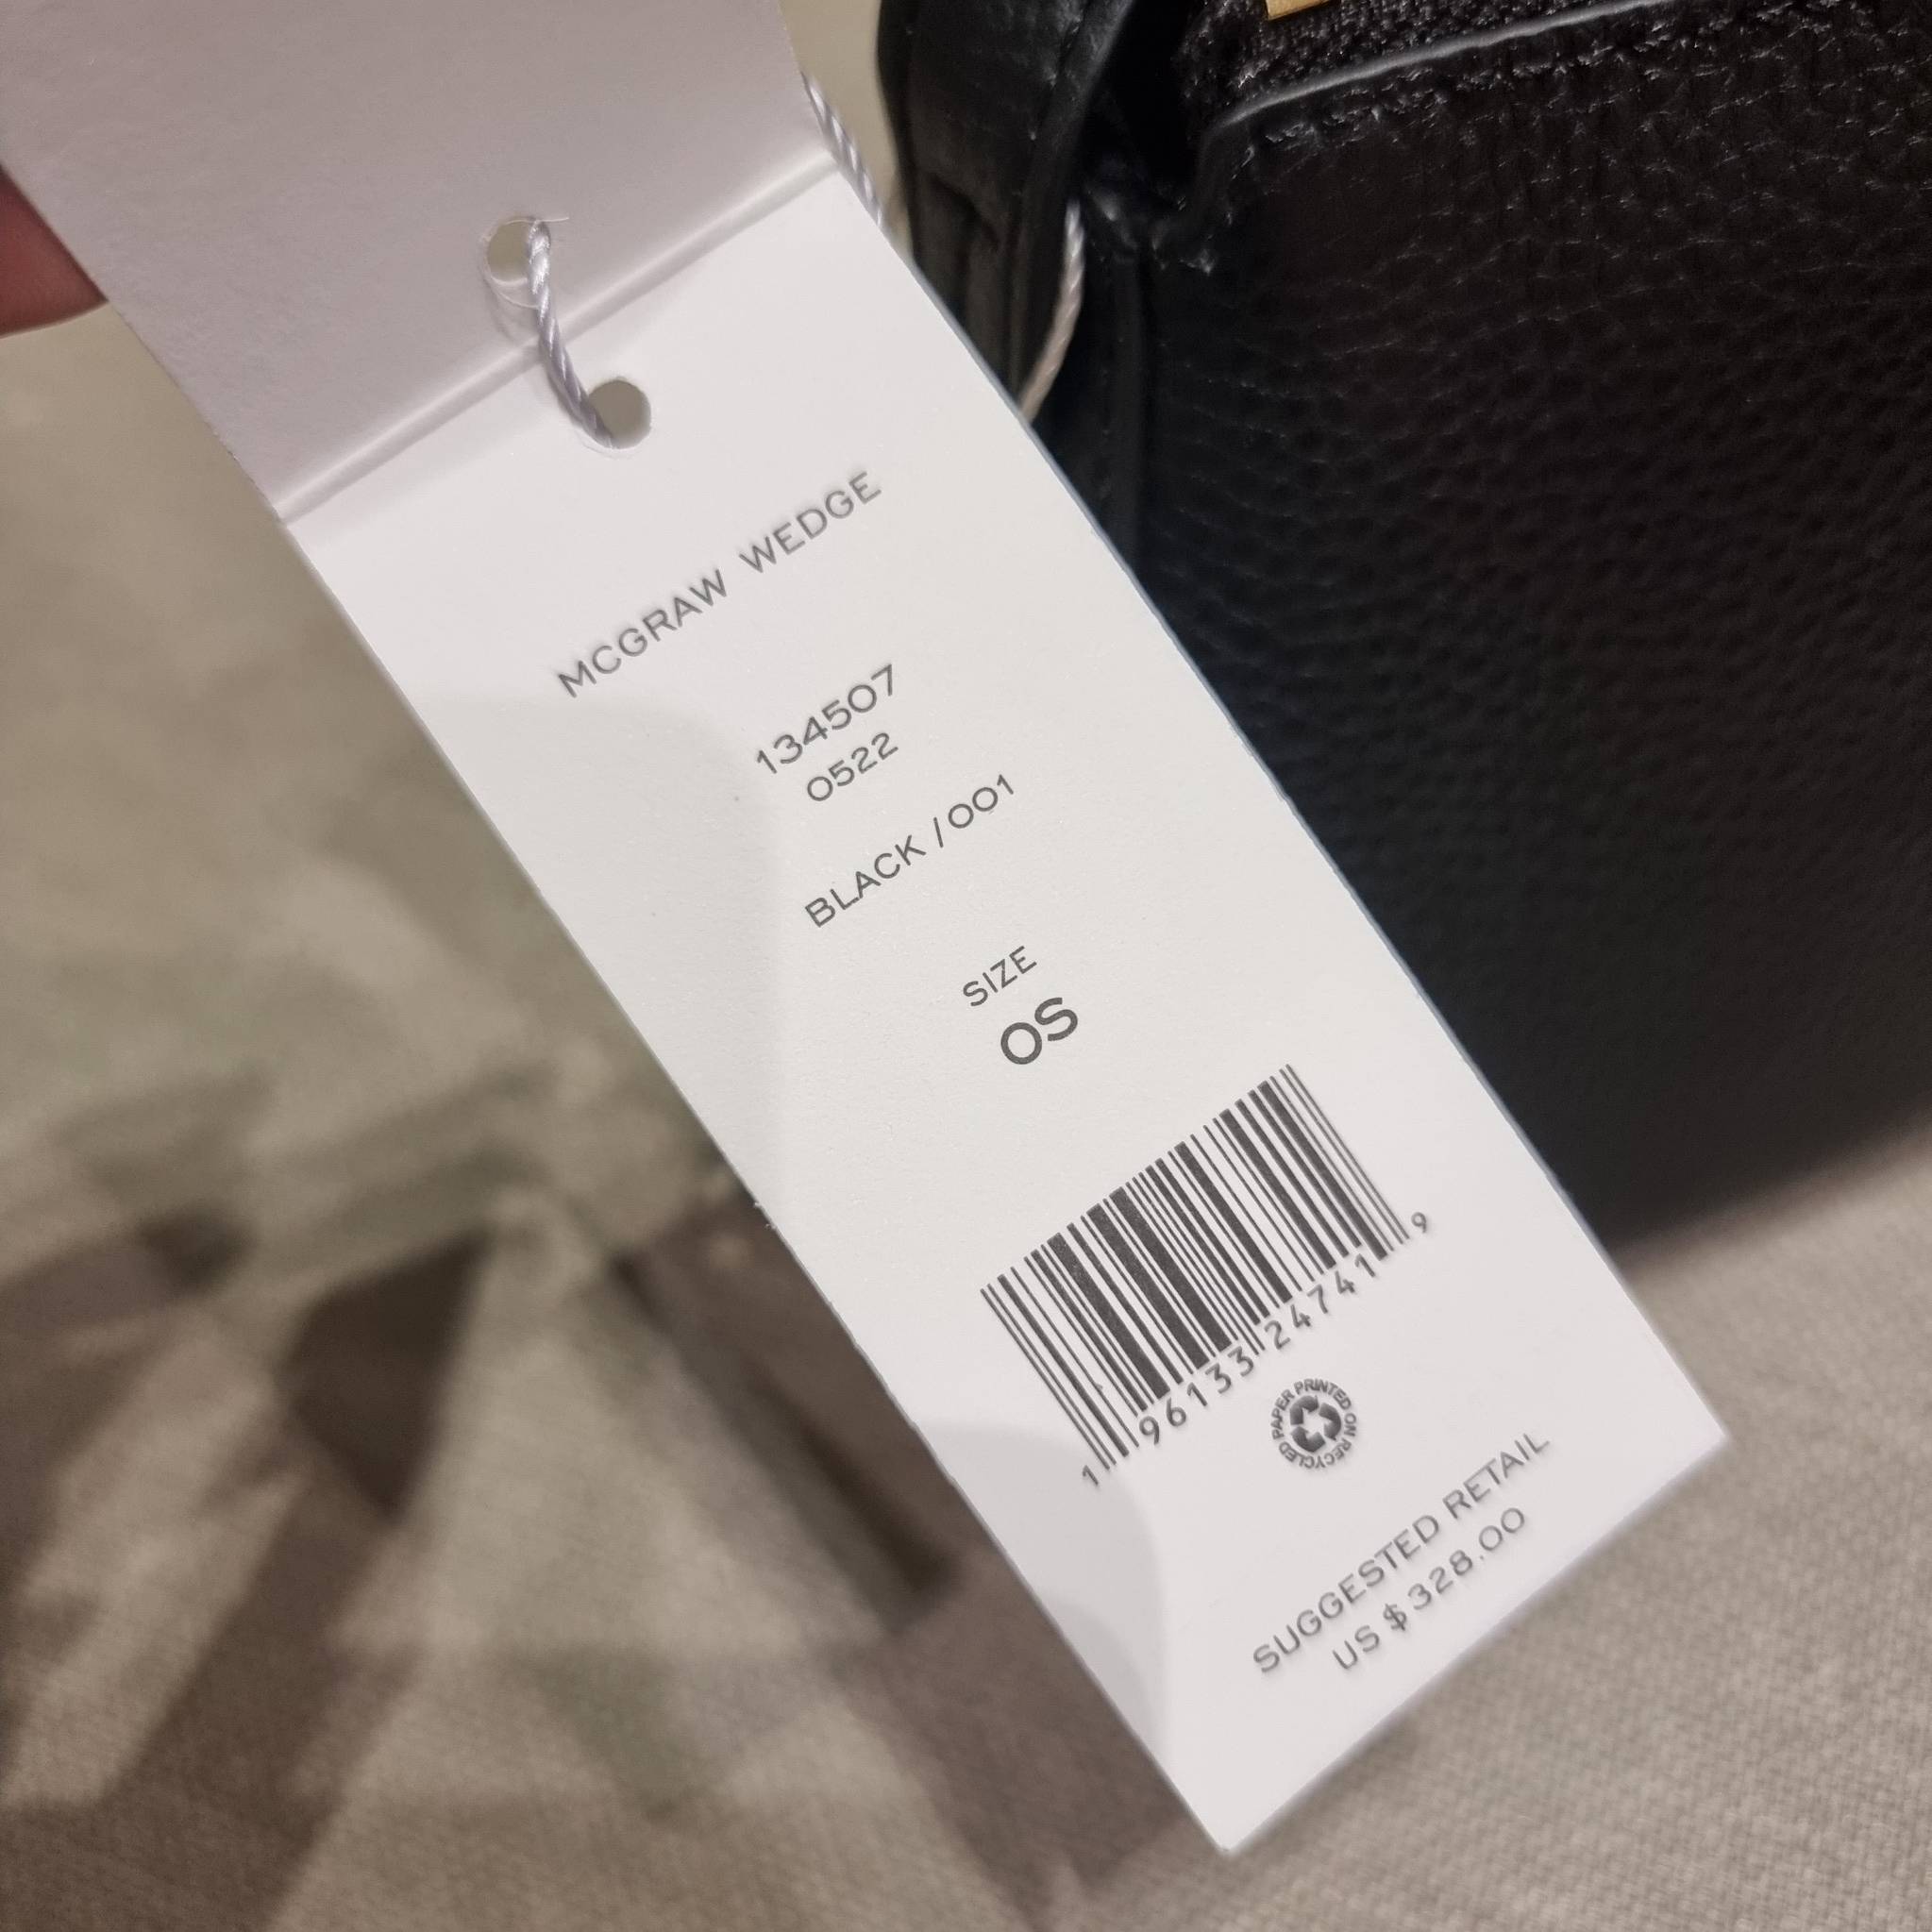 MCGRAW WEDGE
134507
0522
BLACK / 001
SIZE
OS
1 96133 24741 9
PAPER PRINTED ON RECYCLED
SUGGESTED RETAIL
US $ 328.00